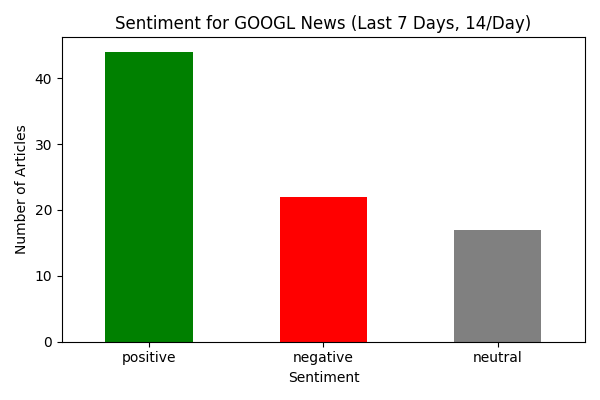 Sentiment for GOOGL News (Last 7 Days, 14/Day)
Number of Articles
40
30
20
10
0
positive
negative
neutral
Sentiment